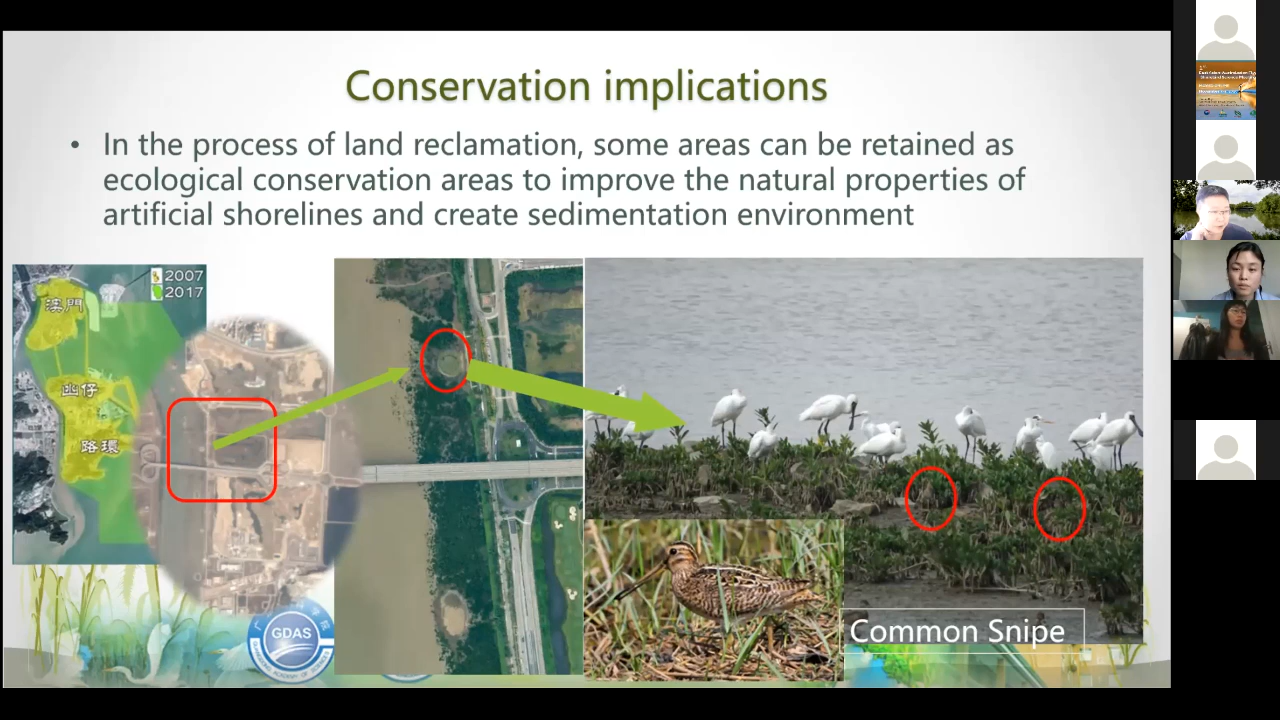 Conservation implications
• In the process of land reclamation, some areas can be retained as
ecological conservation areas to improve the natural properties of
artificial shorelines and create sedimentation environment
2007
2017
澳門
氹仔
路環
GDAS
Common Snipe